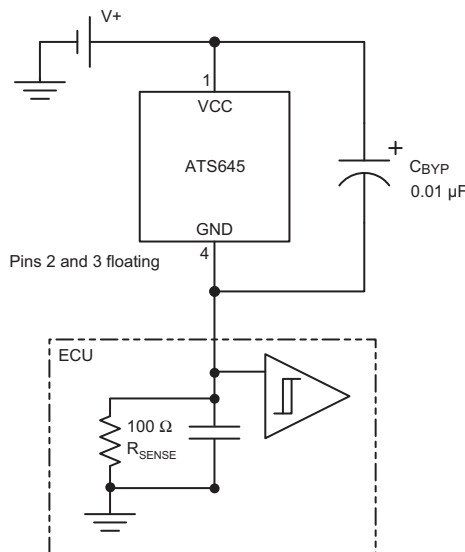 V+
1
VCC
ATS645
+
CBYP
0.01 µF
GND
4
Pins 2 and 3 floating
ECU
100 Ω
RSENSE